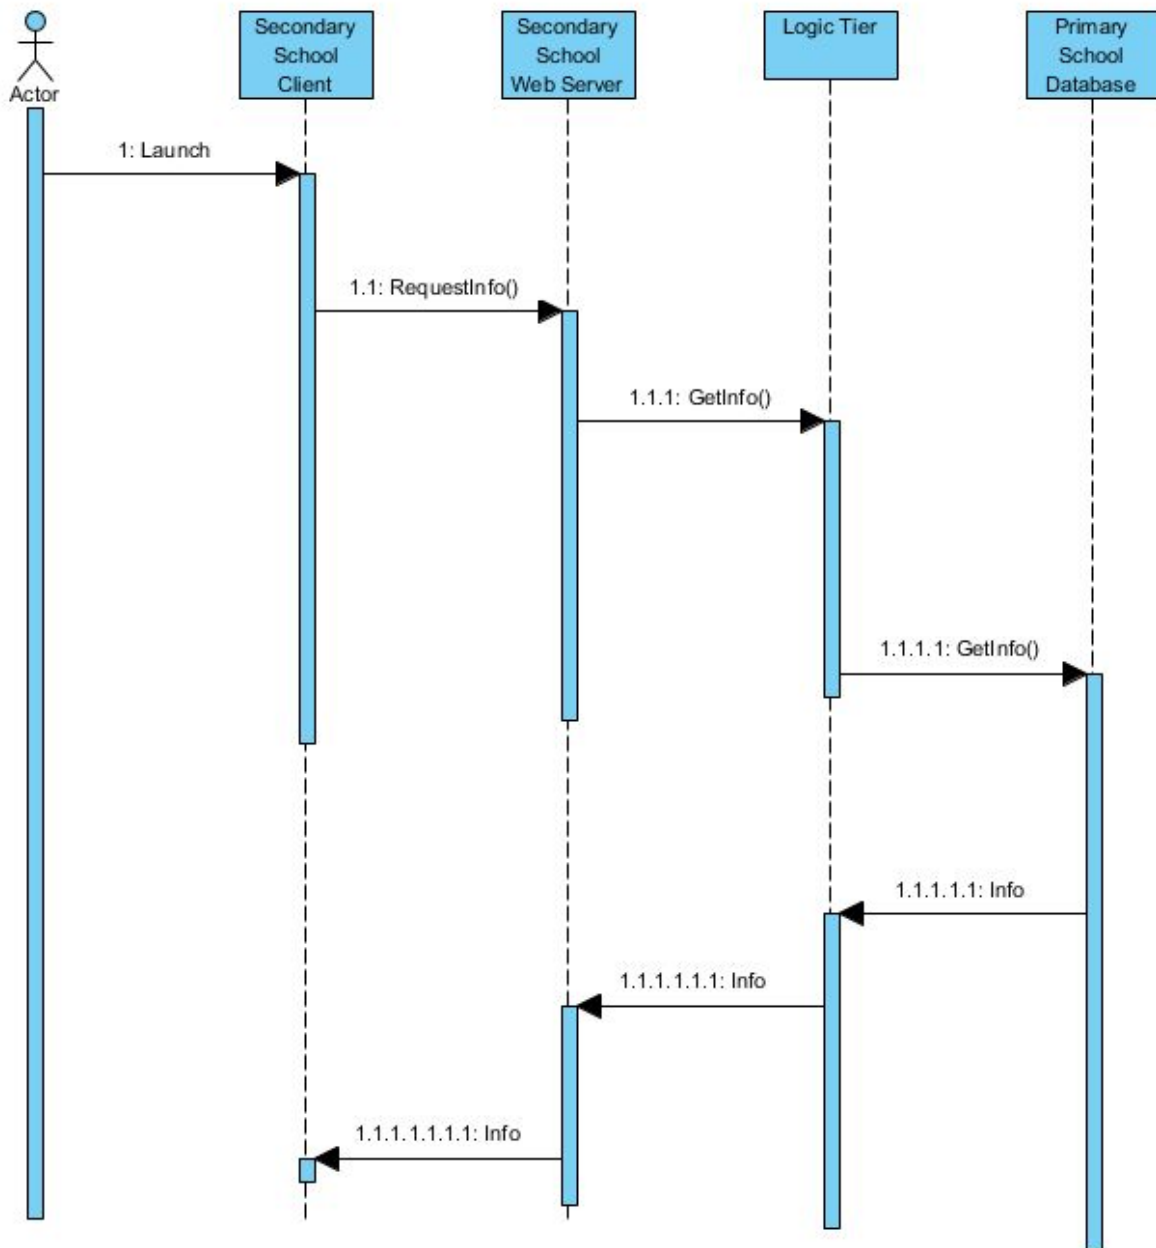 Actor
Secondary
School
Client
Secondary
School
Web Server
Logic Tier
Primary
School
Database
1: Launch
1.1: RequestInfo()
1.1.1: GetInfo()
1.1.1.1: GetInfo()
1.1.1.1.1: Info
1.1.1.1.1.1: Info
1.1.1.1.1.1.1: Info